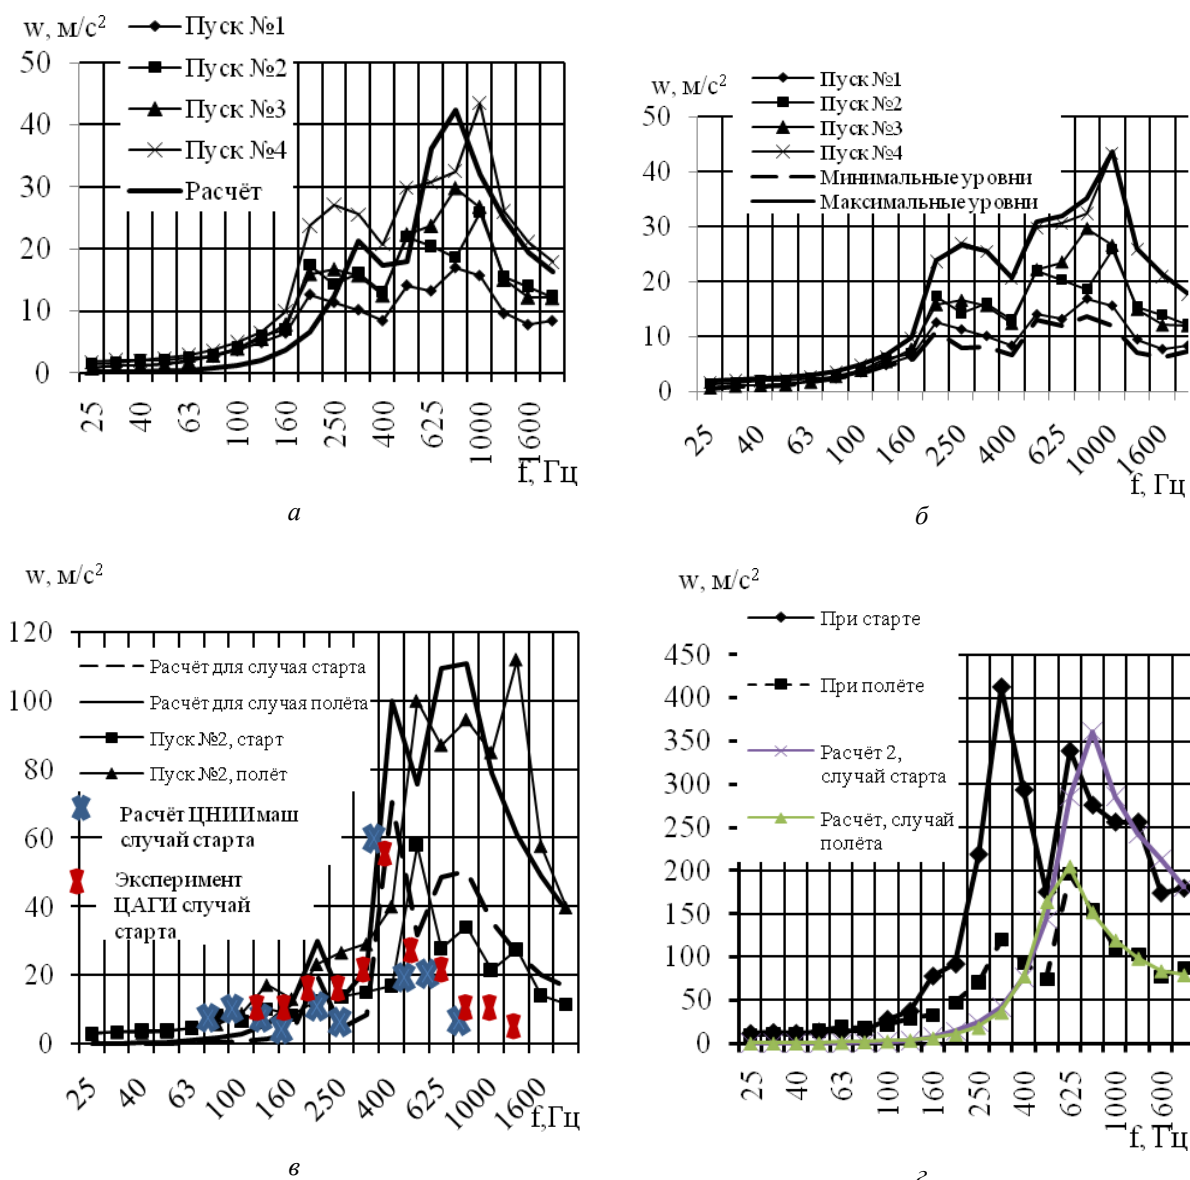 w, м/с2
Пуск №1
Пуск №2
Пуск №3
Пуск №4
Расчёт
50
40
30
20
10
0
25
40
63
100
160
250
400
625
1000
1600
f, Гц
а
w, м/с2
Пуск №1
Пуск №2
Пуск №3
Пуск №4
Минимальные уровни
Максимальные уровни
50
40
30
20
10
0
25
40
63
100
160
250
400
625
1000
1600
f, Гц
б
w, м/с2
120
100
80
60
40
20
0
Расчёт для случая старта
Расчёт для случая полёта
Пуск №2, старт
Пуск №2, полёт
Расчёт ЦНИИмаш
случай старта
Эксперимент
ЦАГИ случай
старта
25
40
63
100
160
250
400
625
1000
1600
f,Гц
в
w, м/с2
При старте
При полёте
Расчёт 2,
случай старта
Расчёт, случай
полёта
450
400
350
300
250
200
150
100
50
0
25
40
63
100
160
250
400
625
1000
1600
f, Гц
г